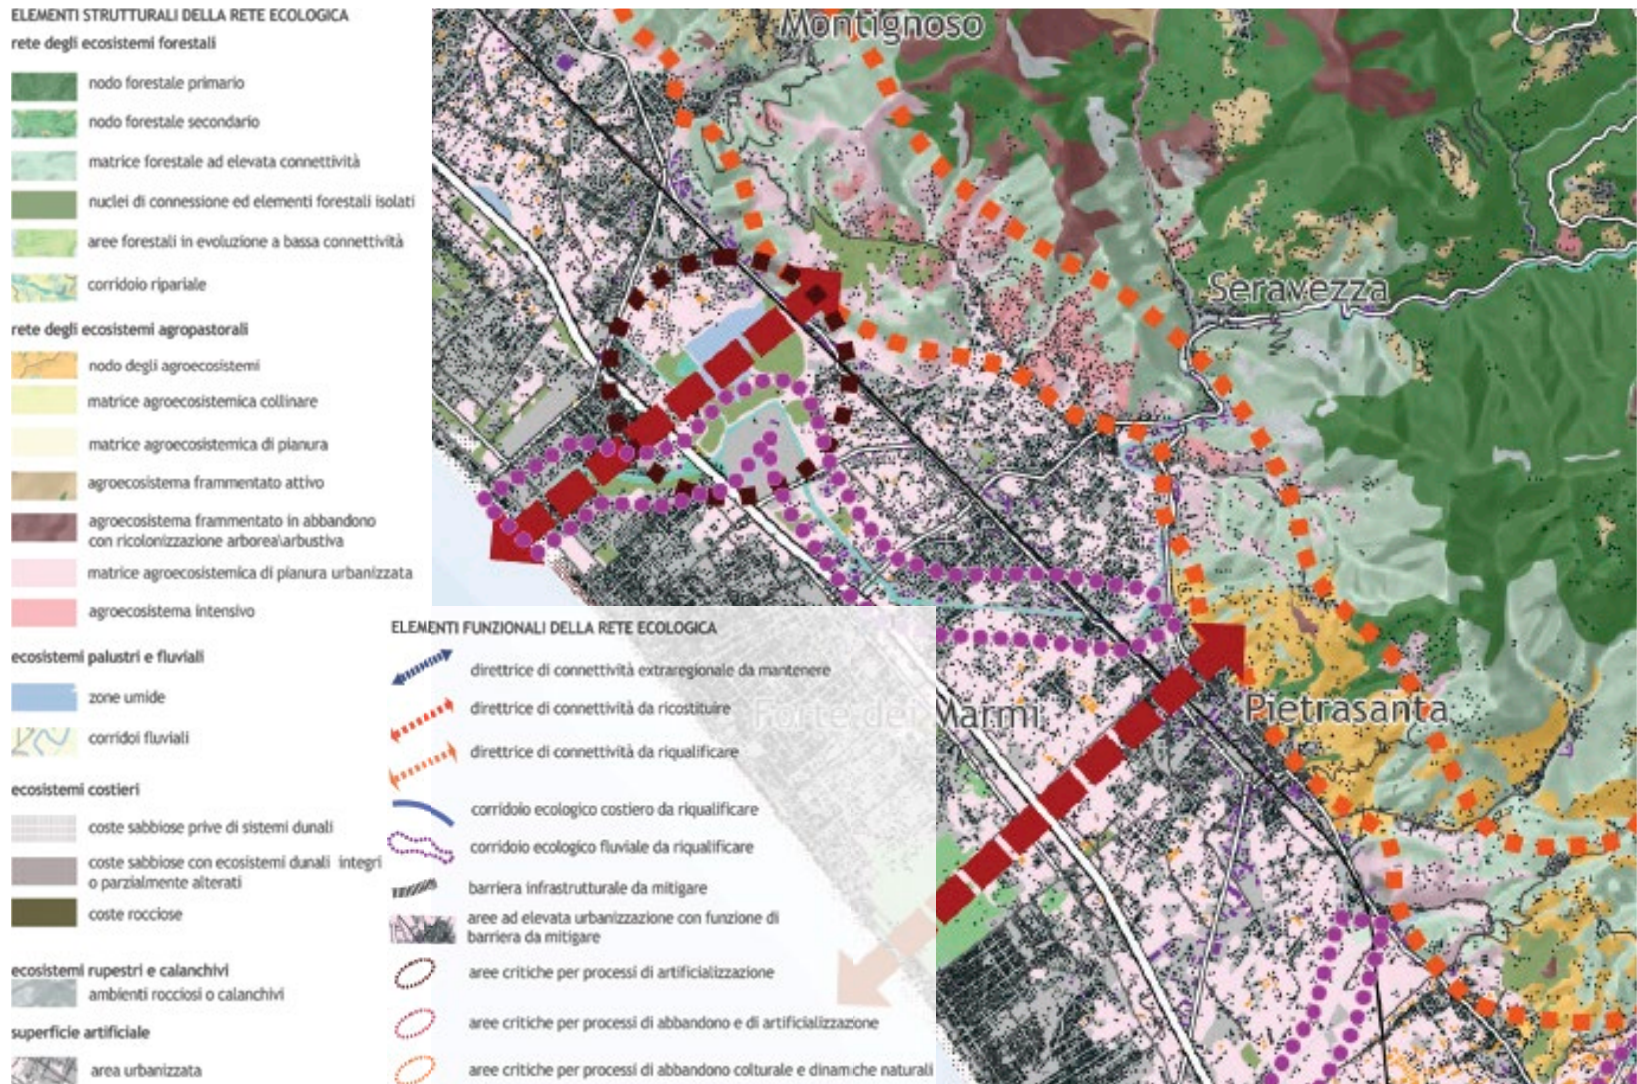 ELEMENTI STRUTTURALI DELLA RETE ECOLOGICA
rete degli ecosistemi forestali
nodo forestale primario
nodo forestale secondario
matrice forestale ad elevata connettività
nuclei di connessione ed elementi forestali isolati
aree forestali in evoluzione a bassa connettività
corridoio ripariale
rete degli ecosistemi agropastorali
nodo degli agroecosistemi
matrice agroecosistemica collinare
matrice agroecosistemica di pianura
agroecosistema frammentato attivo
agroecosistema frammentato in abbandono
con ricolonizzazione arborea\arbustiva
matrice agroecosistemica di pianura urbanizzata
agroecosistema intensivo
ecosistemi palustri e fluviali
zone umide
corridoi fluviali
ecosistemi costieri
coste sabbiose prive di sistemi dunali
coste sabbiose con ecosistemi dunali integri
o parzialmente alterati
coste rocciose
ecosistemi rupestri e calanchivi
ambienti rocciosi o calanchivi
superficie artificiale
area urbanizzata
ELEMENTI FUNZIONALI DELLA RETE ECOLOGICA
direttrice di connettività extraregionale da mantenere
direttrice di connettività da ricostituire
direttrice di connettività da riqualificare
corridoio ecologico costiero da riqualificare
corridoio ecologico fluviale da riqualificare
barriera infrastrutturale da mitigare
aree ad elevata urbanizzazione con funzione di
barriera da mitigare
aree critiche per processi di artificializzazione
aree critiche per processi di abbandono e di artificializzazione
aree critiche per processi di abbandono colturale e dinamiche naturali
Montignoso
Seravezza
Forte dei Marmi
Pietrasanta